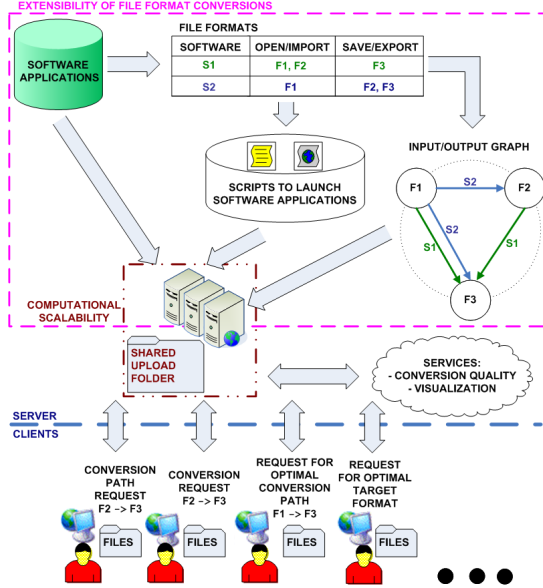 EXTENSIBILITY OF FILE FORMAT CONVERSIONS
SOFTWARE
APPLICATIONS
FILE FORMATS
SOFTWARE OPEN/IMPORT SAVE/EXPORT
S1 F1, F2 F3
S2 F1 F2, F3
SCRIPTS TO LAUNCH
SOFTWARE APPLICATIONS
INPUT/OUTPUT GRAPH
F1 S2 F2
S2
S1 S1
F3
COMPUTATIONAL
SCALABILITY
SHARED
UPLOAD
FOLDER
SERVICES:
- CONVERSION QUALITY
- VISUALIZATION
SERVER
CLIENTS
CONVERSION
PATH
REQUEST
F2 -> F3
CONVERSION
REQUEST
F2 -> F3
REQUEST FOR
OPTIMAL
CONVERSION
PATH
F1 -> F3
REQUEST
FOR OPTIMAL
TARGET
FORMAT
FILES FILES FILES FILES